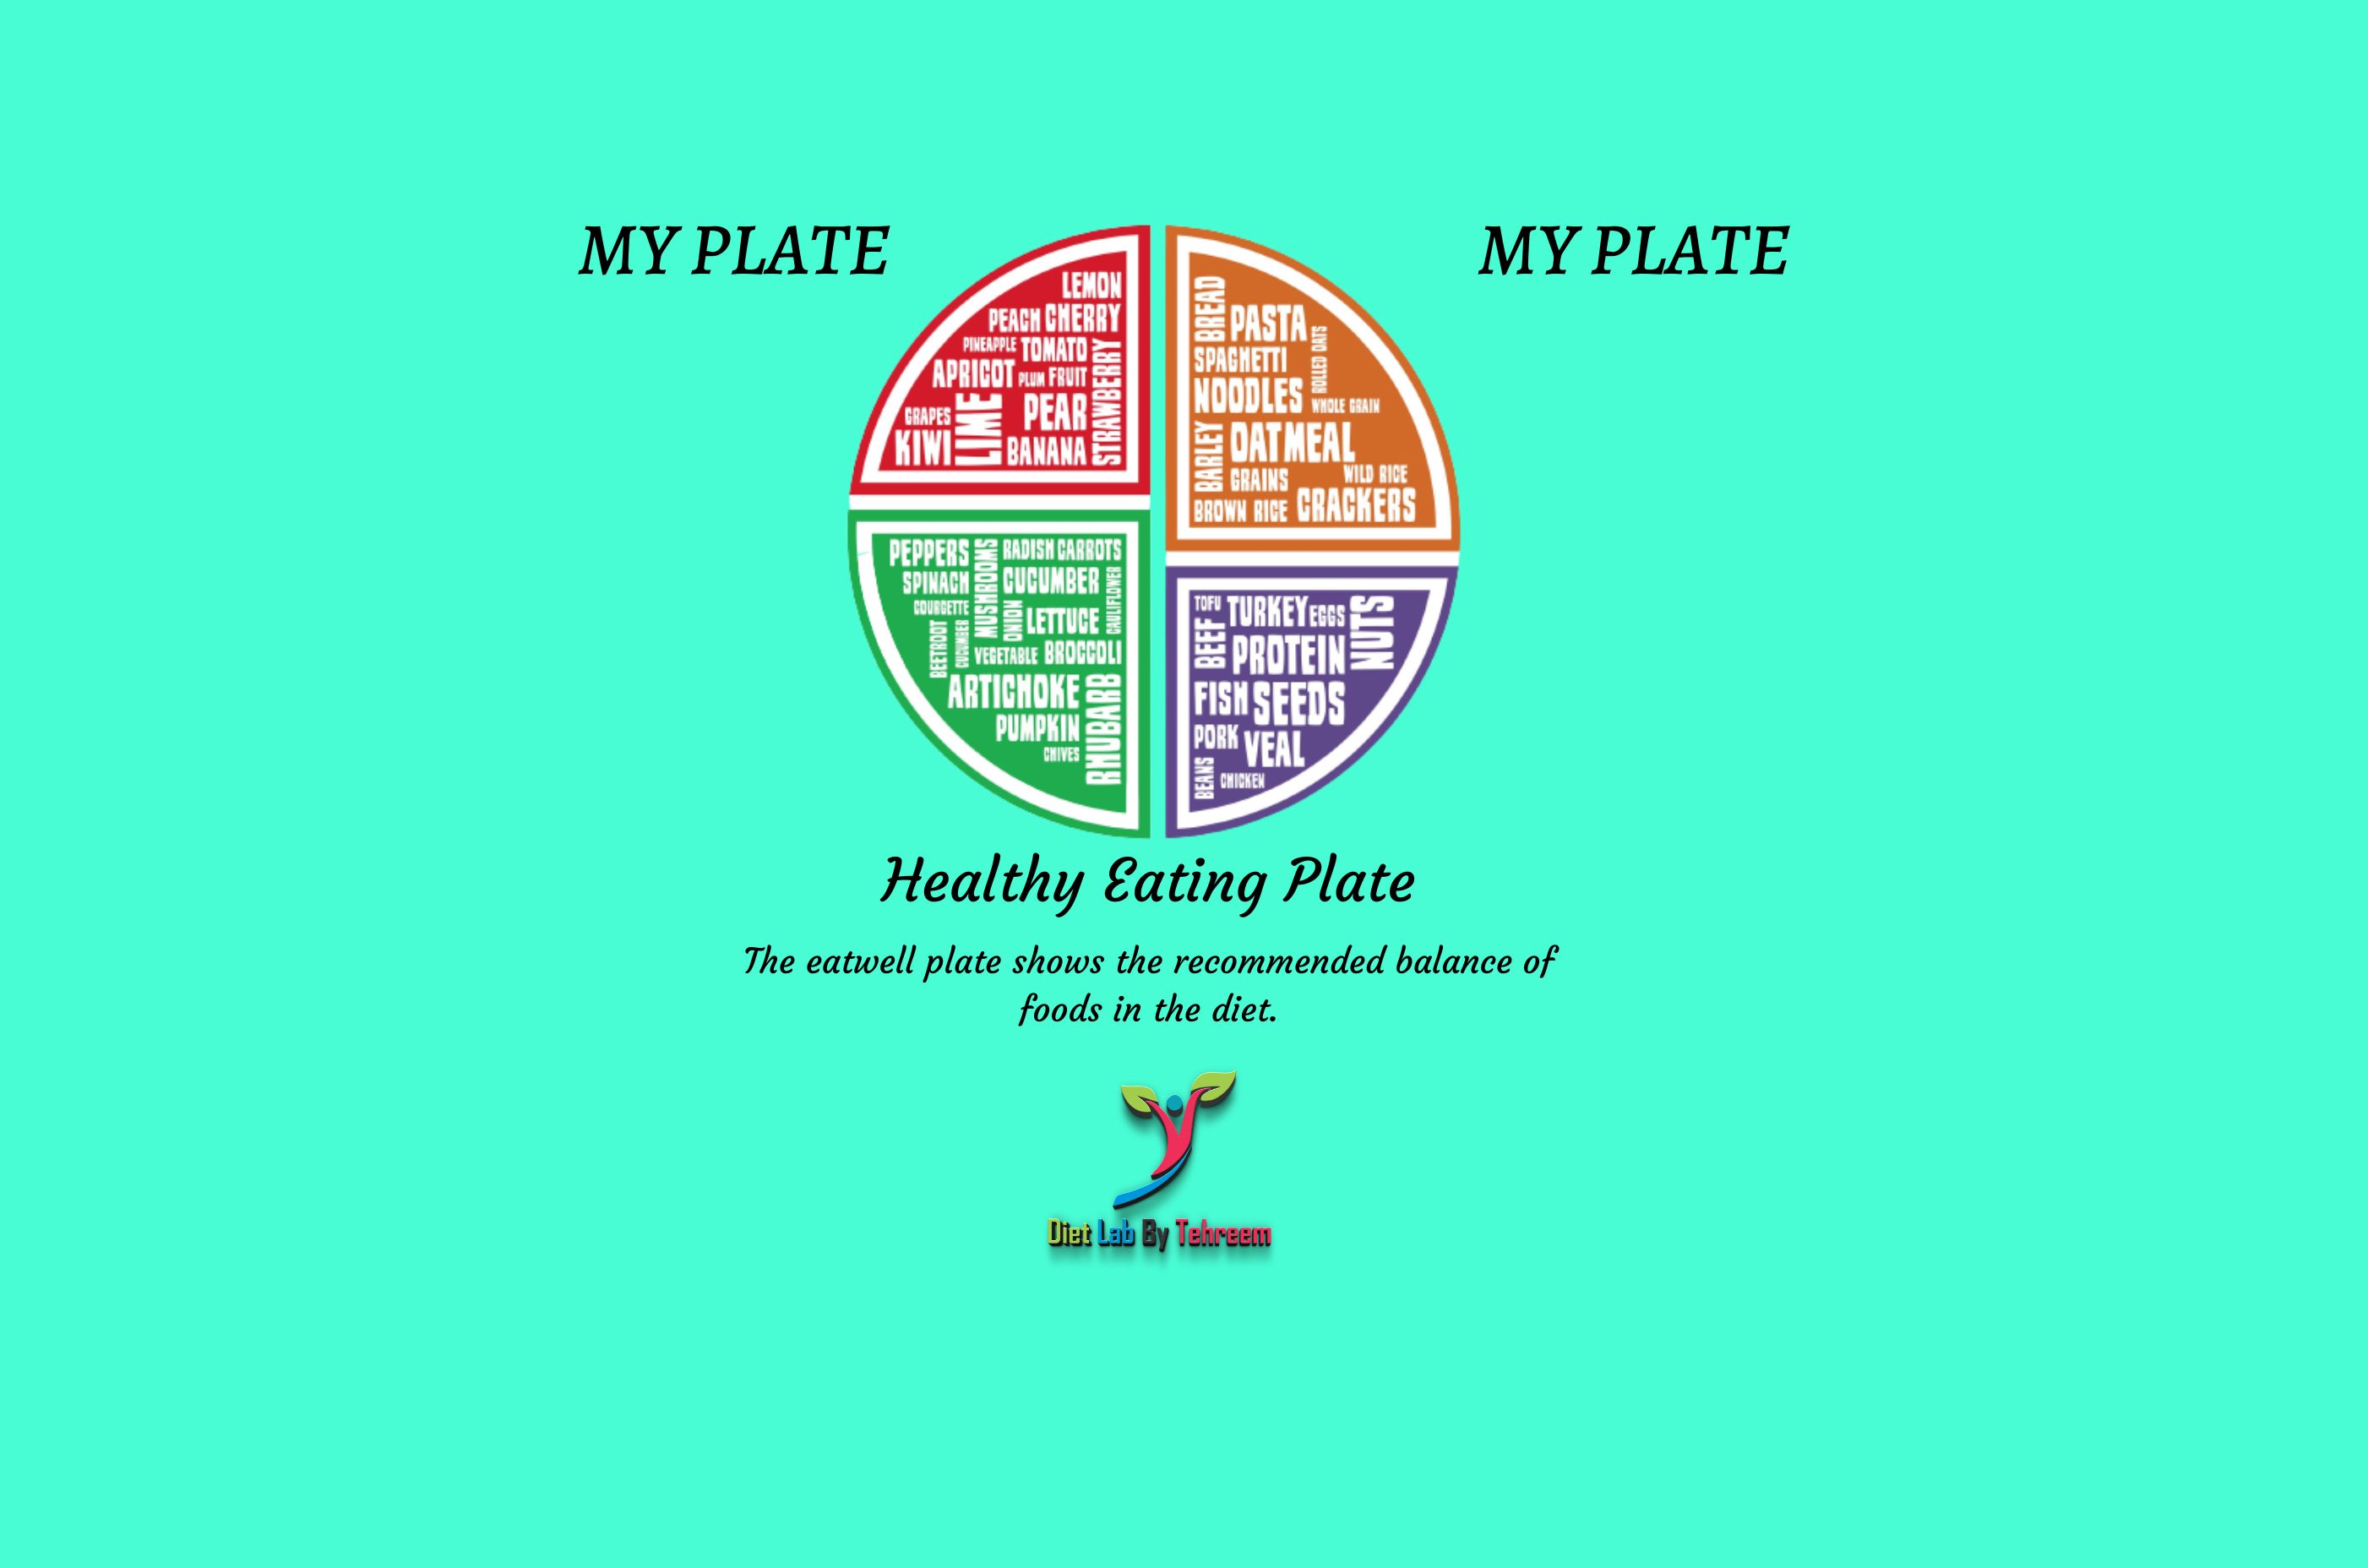 MY PLATE
MY PLATE
LEMON
PEACH CHERRY
PINEAPPLE TOMATO
APRICOT PLUM FRUIT
STRAWBERRY
GRAPES
LIME
PEAR
KIWI
BANANA
BREAD
PASTA
ROLLED OATS
SPAGHETTI
NOODLES
WHOLE GRAIN
BARLEY
OATMEAL
GRAINS
WILD RICE
BROWN RICE
CRACKERS
PEPPERS
MUSHROOMS
RADISH CARROTS
SPINACH
CUCUMBER
CAULIFLOWER
COURGETTE
ONION
LETTUCE
BEETROOT
CUCUMBER
VEGETABLE BROCCOLI
ARTICHOKE
RHUBARB
PUMPKIN
CHIVES
TOFU
TURKEY EGGS
NUTS
BEEF
PROTEIN
FISH SEEDS
PORK
VEAL
BEANS
CHICKEN
Healthy Eating Plate
The eatwell plate shows the recommended balance of
foods in the diet.
Diet Lab By Tehreem